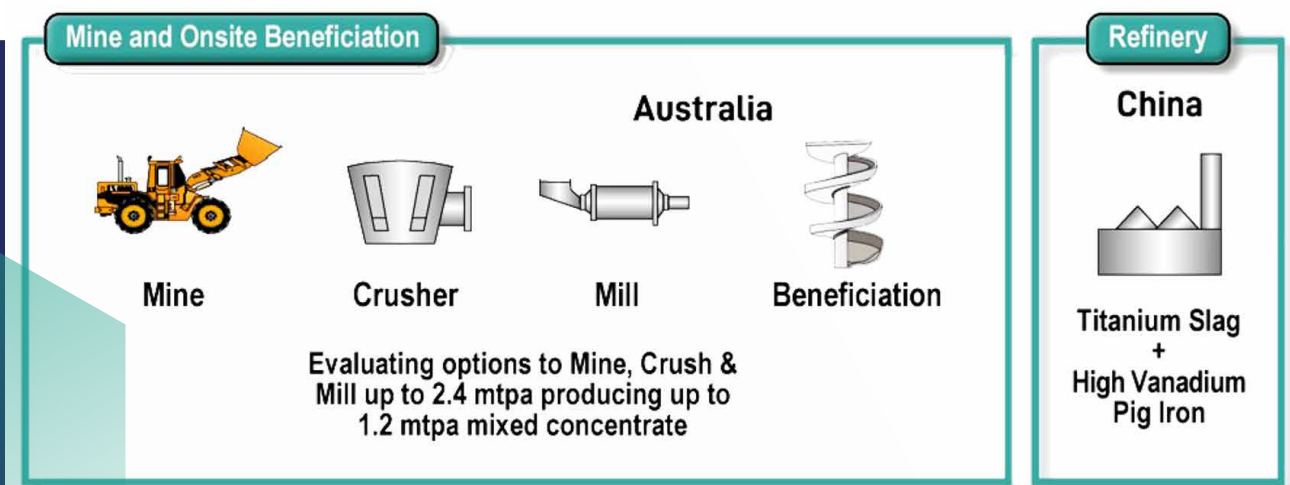 Mine and Onsite Beneficiation
Australia
Mine
Crusher
Mill
Beneficiation
Evaluating options to Mine, Crush &
Mill up to 2.4 mtpa producing up to
1.2 mtpa mixed concentrate
Refinery
China
Titanium Slag
+
High Vanadium
Pig Iron